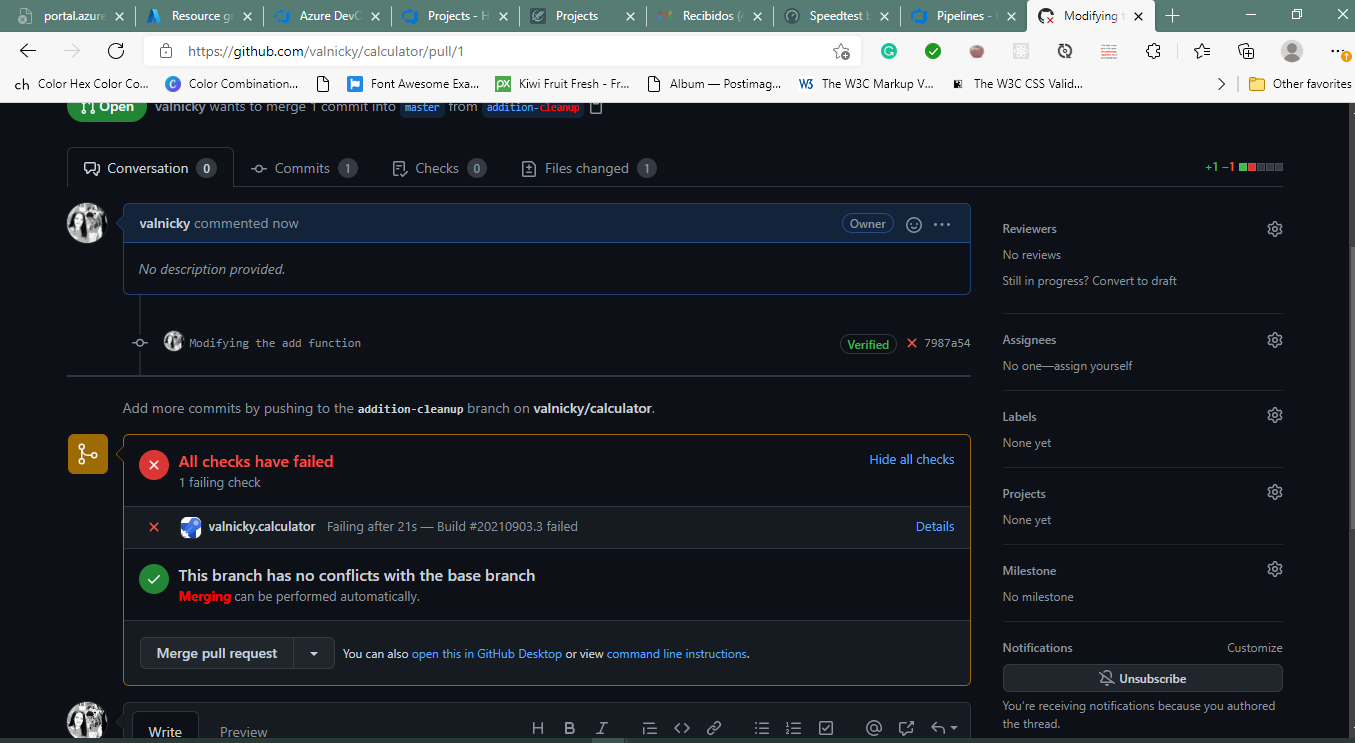 portal.azure
Resource gr
Azure DevO
Projects - H
Projects
Recibidos (4
Speedtest b
Pipelines -
Modifying t
https://github.com/valnicky/calculator/pull/1
ch Color Hex Color Co...
Color Combination...
Font Awesome Exa...
Kiwi Fruit Fresh - Fr...
Album — Postimag...
The W3C Markup V...
The W3C CSS Valid...
Other favorites
Open valnicky wants to merge 1 commit into master from addition-cleanup
Conversation 0 Commits 1 Checks 0 Files changed 1 +1 −1
valnicky commented now Owner
No description provided.
Modifying the add function Verified 7987a54
Add more commits by pushing to the addition-cleanup branch on valnicky/calculator.
All checks have failed Hide all checks
1 failing check
valnicky.calculator Failing after 21s — Build #20210903.3 failed Details
This branch has no conflicts with the base branch
Merging can be performed automatically.
Merge pull request You can also open this in GitHub Desktop or view command line instructions.
Write Preview
Reviewers
No reviews
Still in progress? Convert to draft
Assignees
No one—assign yourself
Labels
None yet
Projects
None yet
Milestone
No milestone
Notifications Customize
Unsubscribe
You're receiving notifications because you authored
the thread.